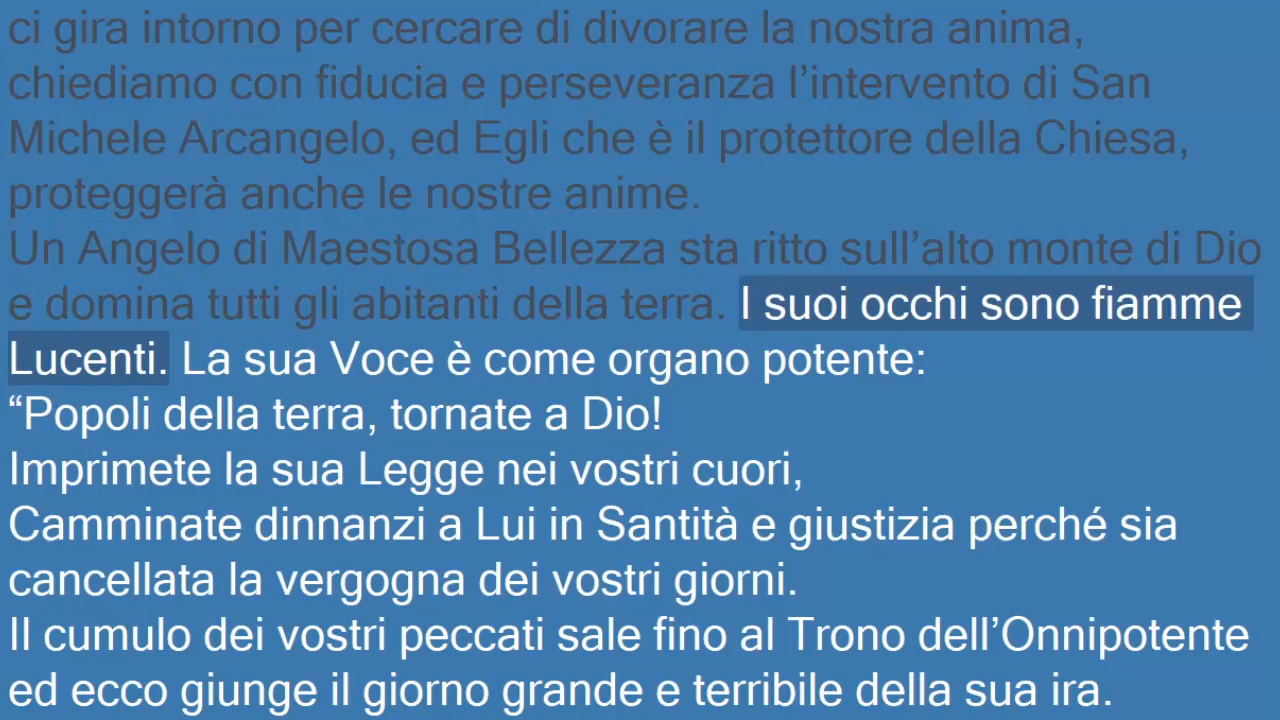 ci gira intorno per cercare di divorare la nostra anima,
chiediamo con fiducia e perseveranza l’intervento di San
Michele Arcangelo, ed Egli che è il protettore della Chiesa,
proteggerà anche le nostre anime.
Un Angelo di Maestosa Bellezza sta ritto sull’alto monte di Dio
e domina tutti gli abitanti della terra. I suoi occhi sono fiamme
Lucenti. La sua Voce è come organo potente:
“Popoli della terra, tornate a Dio!
Imprimete la sua Legge nei vostri cuori,
Camminate dinnanzi a Lui in Santità e giustizia perché sia
cancellata la vergogna dei vostri giorni.
Il cumulo dei vostri peccati sale fino al Trono dell’Onnipotente
ed ecco giunge il giorno grande e terribile della sua ira.